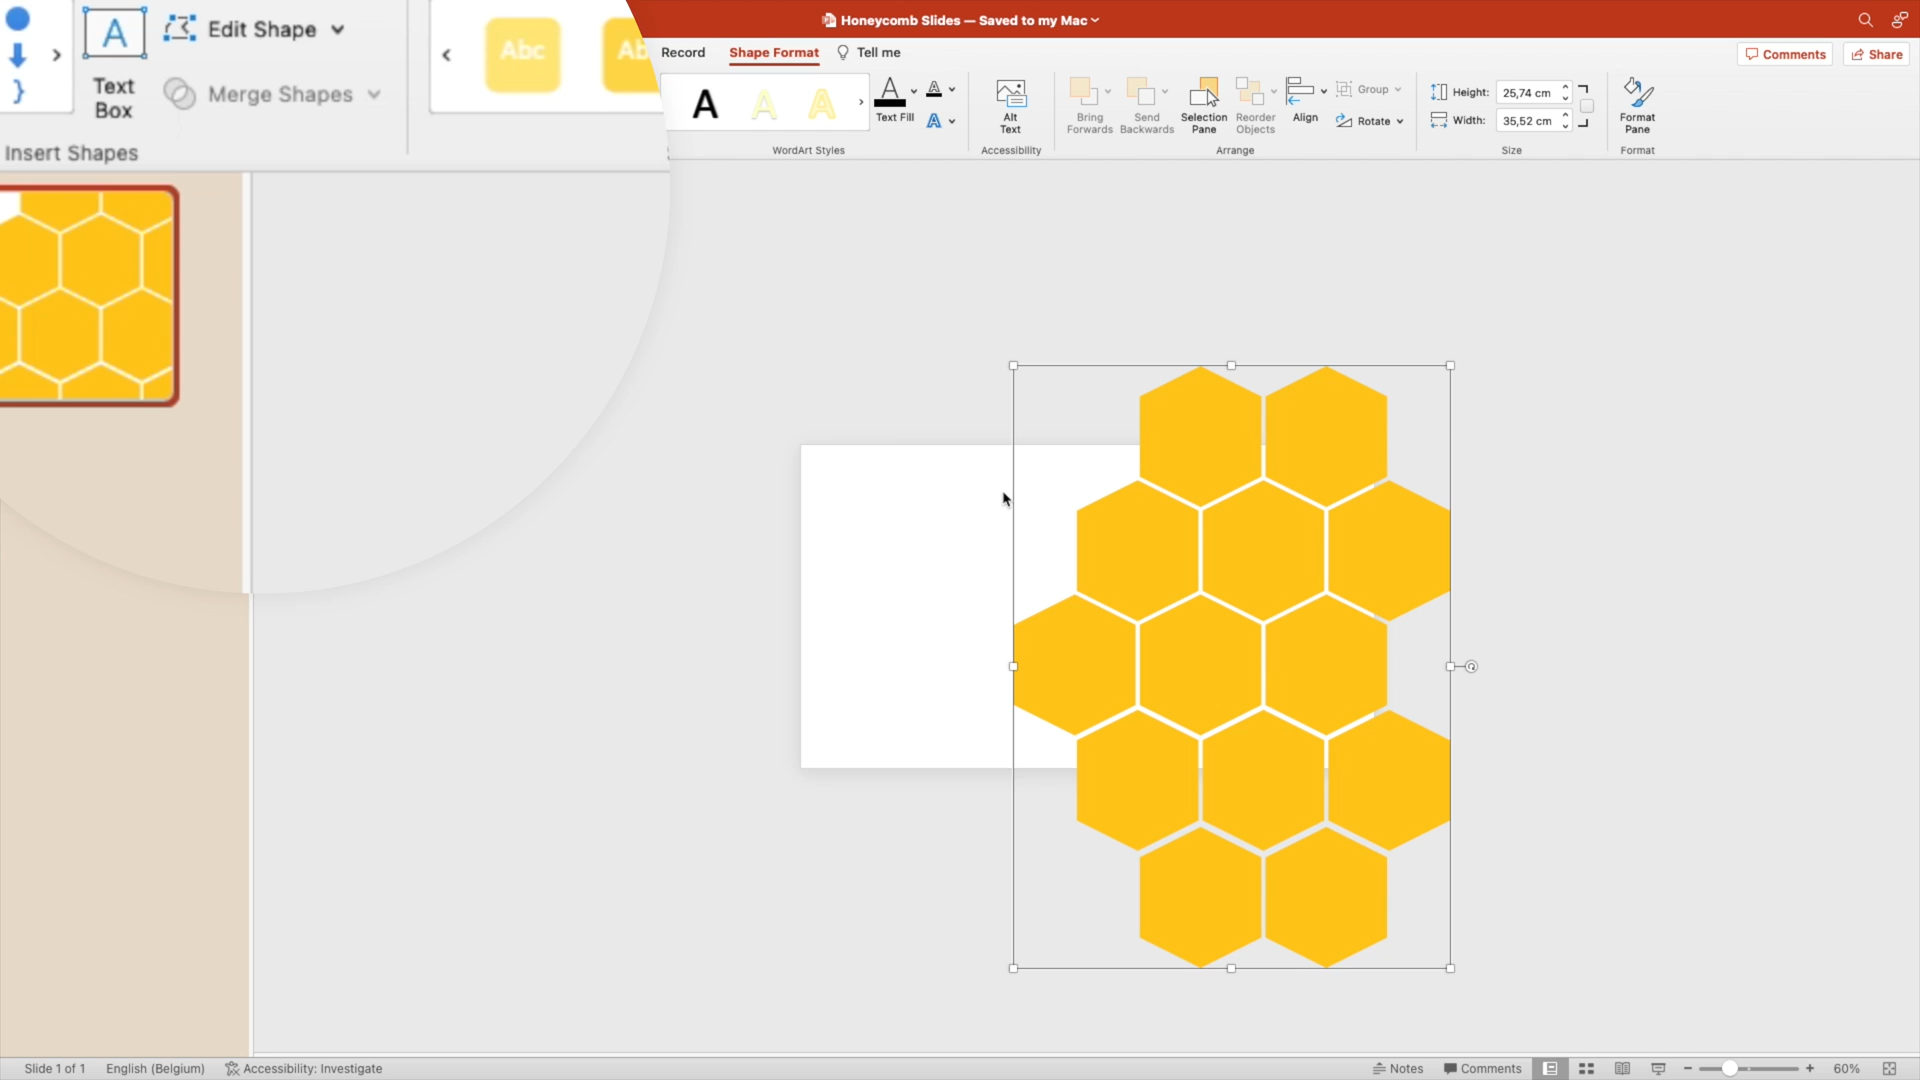 Honeycomb Slides — Saved to my Mac
Record
Shape Format
Tell me
Comments
Share
Edit Shape
Merge Shapes
Text
Box
Insert Shapes
Abc
Ab
A
A
A
A
Text Fill
A
A
WordArt Styles
Alt
Text
Accessibility
Bring
Forwards
Send
Backwards
Selection
Pane
Reorder
Objects
Align
Group
Rotate
Arrange
Height: 25,74 cm
Width: 35,52 cm
Size
Format
Pane
Format
Slide 1 of 1
English (Belgium)
Accessibility: Investigate
Notes
Comments
60%